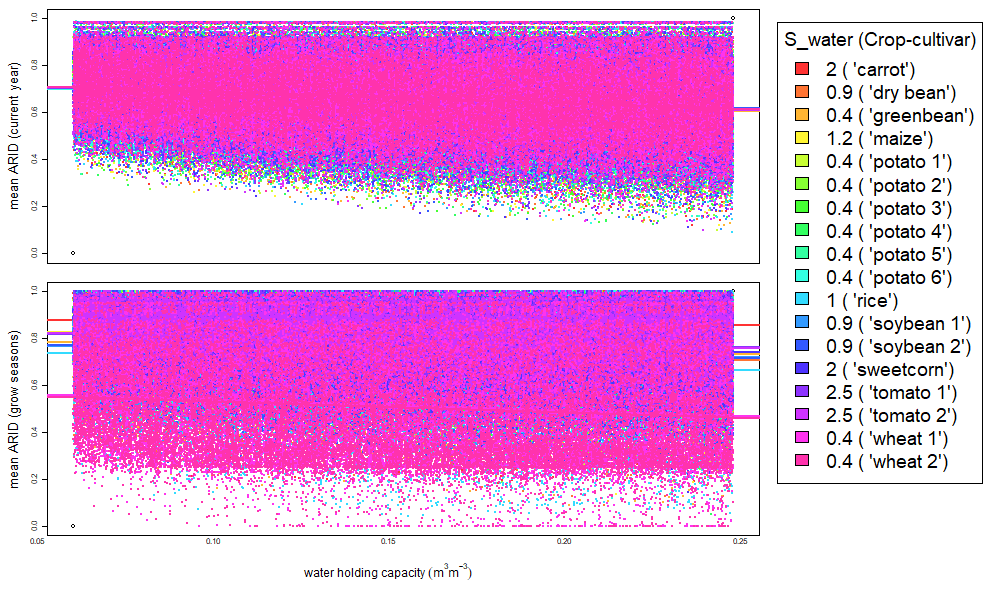 mean ARID (current year)
0.0 0.2 0.4 0.6 0.8 1.0
mean ARID (grow seasons)
0.0 0.2 0.4 0.6 0.8 1.0
0.05 0.10 0.15 0.20 0.25
water holding capacity (m³m⁻³)
S_water (Crop-cultivar)
2 ( 'carrot')
0.9 ( 'dry bean')
0.4 ( 'greenbean')
1.2 ( 'maize')
0.4 ( 'potato 1')
0.4 ( 'potato 2')
0.4 ( 'potato 3')
0.4 ( 'potato 4')
0.4 ( 'potato 5')
0.4 ( 'potato 6')
1 ( 'rice')
0.9 ( 'soybean 1')
0.9 ( 'soybean 2')
2 ( 'sweetcorn')
2.5 ( 'tomato 1')
2.5 ( 'tomato 2')
0.4 ( 'wheat 1')
0.4 ( 'wheat 2')